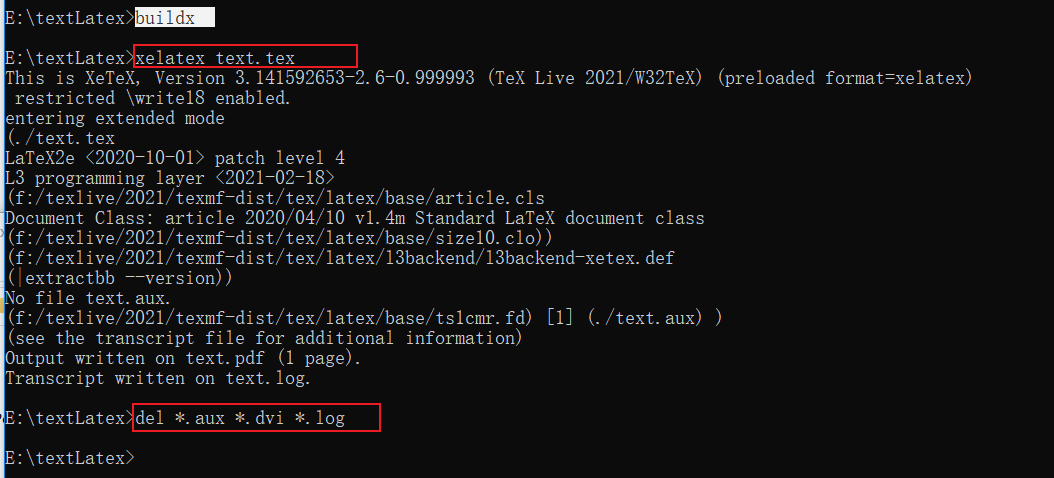 E:\textLatex>buildx
E:\textLatex>xelatex text.tex
This is XeTeX, Version 3.141592653-2.6-0.999993 (TeX Live 2021/W32TeX) (preloaded format=xelatex)
 restricted \write18 enabled.
entering extended mode
(./text.tex
LaTeX2e <2020-10-01> patch level 4
L3 programming layer <2021-02-18>
(f:/texlive/2021/texmf-dist/tex/latex/base/article.cls
Document Class: article 2020/04/10 v1.4m Standard LaTeX document class
(f:/texlive/2021/texmf-dist/tex/latex/base/size10.clo))
(f:/texlive/2021/texmf-dist/tex/latex/l3backend/l3backend-xetex.def
(|extractbb --version))
No file text.aux.
(f:/texlive/2021/texmf-dist/tex/latex/base/ts1cmr.fd) [1] (./text.aux) )
(see the transcript file for additional information)
Output written on text.pdf (1 page).
Transcript written on text.log.
E:\textLatex>del *.aux *.dvi *.log
E:\textLatex>